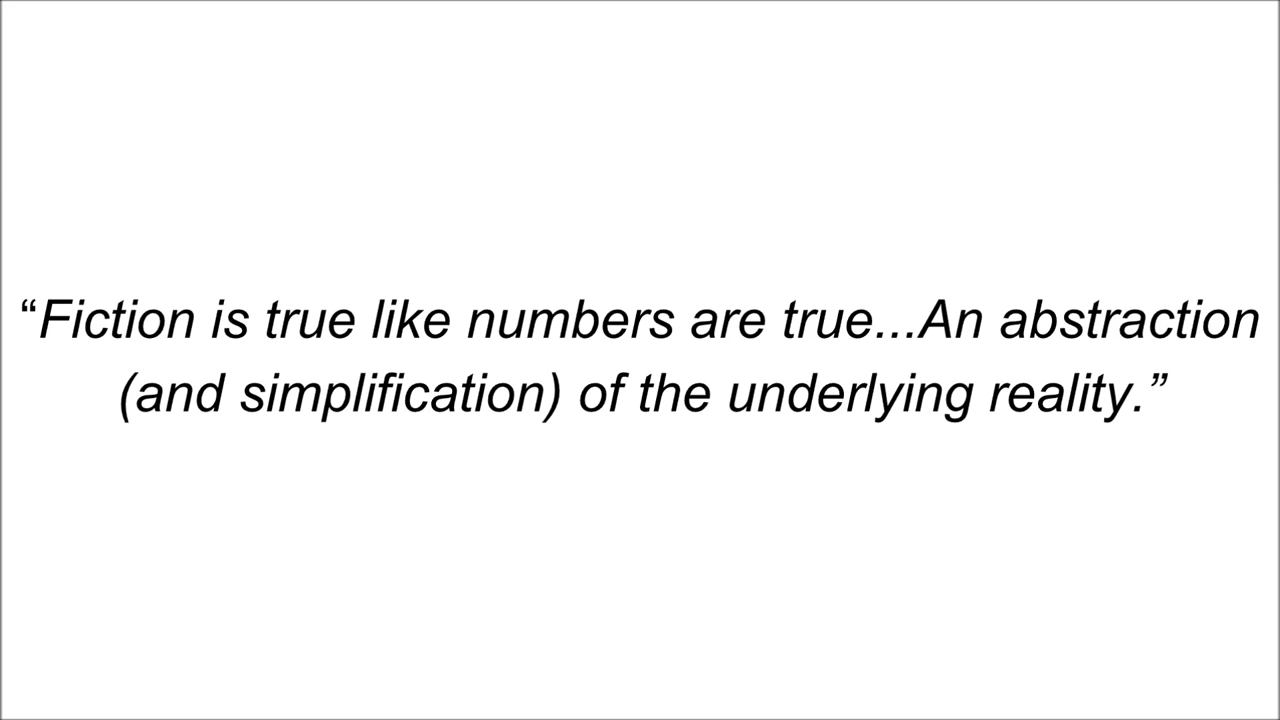 “Fiction is true like numbers are true...An abstraction
(and simplification) of the underlying reality.”